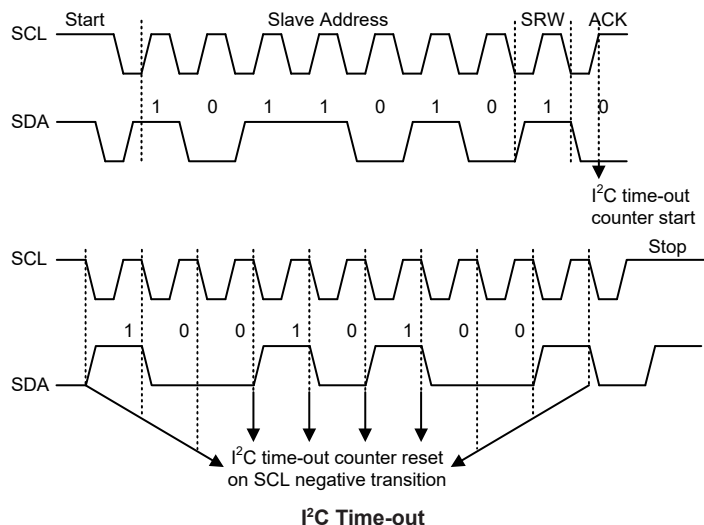 Start Slave Address SRW ACK
SCL
1 0 1 1 0 1 0 1 0
SDA
I²C time-out
counter start
Stop
SCL
1 0 0 1 0 1 0 0
SDA
I²C time-out counter reset
on SCL negative transition
I²C Time-out